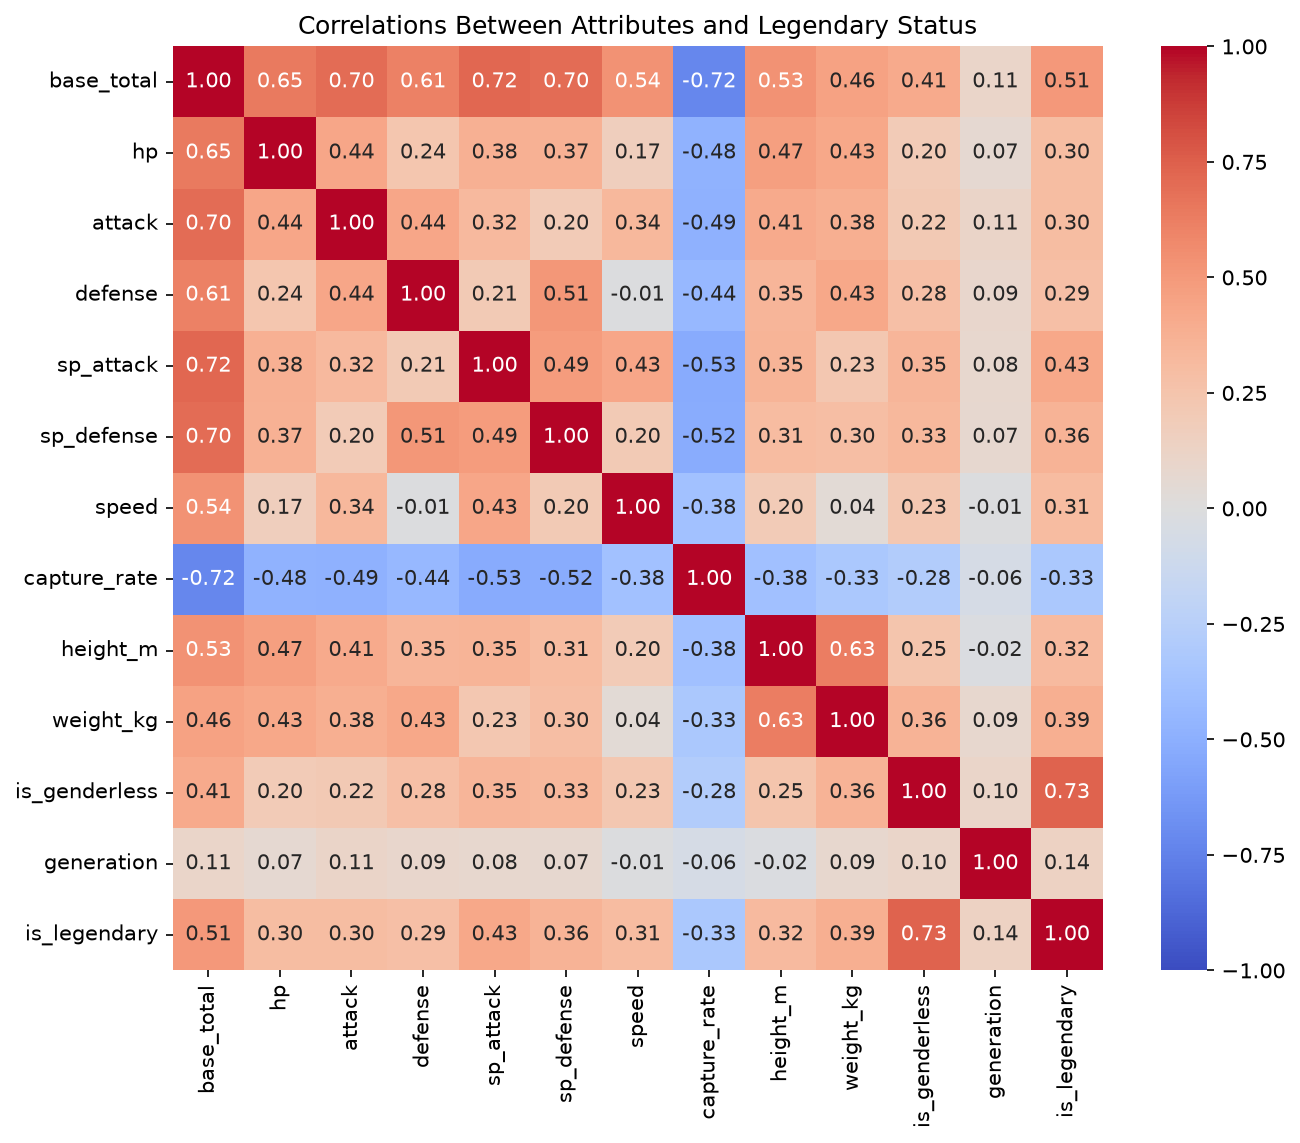 Correlations Between Attributes and Legendary Status
base_total 1.00 0.65 0.70 0.61 0.72 0.70 0.54 -0.72 0.53 0.46 0.41 0.11 0.51
hp 0.65 1.00 0.44 0.24 0.38 0.37 0.17 -0.48 0.47 0.43 0.20 0.07 0.30
attack 0.70 0.44 1.00 0.44 0.32 0.20 0.34 -0.49 0.41 0.38 0.22 0.11 0.30
defense 0.61 0.24 0.44 1.00 0.21 0.51 -0.01 -0.44 0.35 0.43 0.28 0.09 0.29
sp_attack 0.72 0.38 0.32 0.21 1.00 0.49 0.43 -0.53 0.35 0.23 0.35 0.08 0.43
sp_defense 0.70 0.37 0.20 0.51 0.49 1.00 0.20 -0.52 0.31 0.30 0.33 0.07 0.36
speed 0.54 0.17 0.34 -0.01 0.43 0.20 1.00 -0.38 0.20 0.04 0.23 -0.01 0.31
capture_rate -0.72 -0.48 -0.49 -0.44 -0.53 -0.52 -0.38 1.00 -0.38 -0.33 -0.28 -0.06 -0.33
height_m 0.53 0.47 0.41 0.35 0.35 0.31 0.20 -0.38 1.00 0.63 0.25 -0.02 0.32
weight_kg 0.46 0.43 0.38 0.43 0.23 0.30 0.04 -0.33 0.63 1.00 0.36 0.09 0.39
is_genderless 0.41 0.20 0.22 0.28 0.35 0.33 0.23 -0.28 0.25 0.36 1.00 0.10 0.73
generation 0.11 0.07 0.11 0.09 0.08 0.07 -0.01 -0.06 -0.02 0.09 0.10 1.00 0.14
is_legendary 0.51 0.30 0.30 0.29 0.43 0.36 0.31 -0.33 0.32 0.39 0.73 0.14 1.00
base_total hp attack defense sp_attack sp_defense speed capture_rate height_m weight_kg is_genderless generation is_legendary
1.00
0.75
0.50
0.25
0.00
−0.25
−0.50
−0.75
−1.00